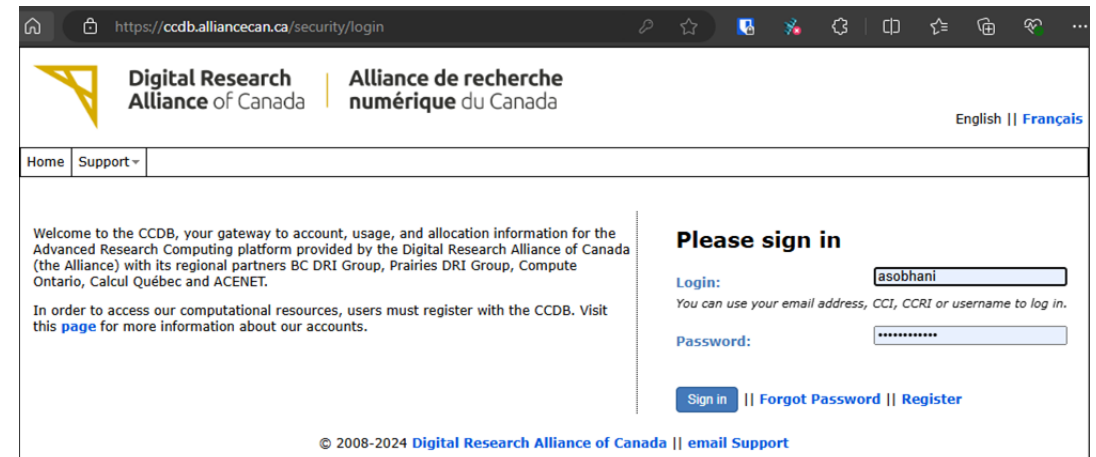 https://ccdb.alliancecan.ca/security/login
Digital Research
Alliance of Canada
Alliance de recherche
numérique du Canada
English || Français
Home Support
Welcome to the CCDB, your gateway to account, usage, and allocation information for the
Advanced Research Computing platform provided by the Digital Research Alliance of Canada
(the Alliance) with its regional partners BC DRI Group, Prairies DRI Group, Compute
Ontario, Calcul Québec and ACENET.
In order to access our computational resources, users must register with the CCDB. Visit
this page for more information about our accounts.
Please sign in
Login: asobhani
You can use your email address, CCI, CCRI or username to log in.
Password: ••••••••••••
Sign in || Forgot Password || Register
© 2008-2024 Digital Research Alliance of Canada || email Support